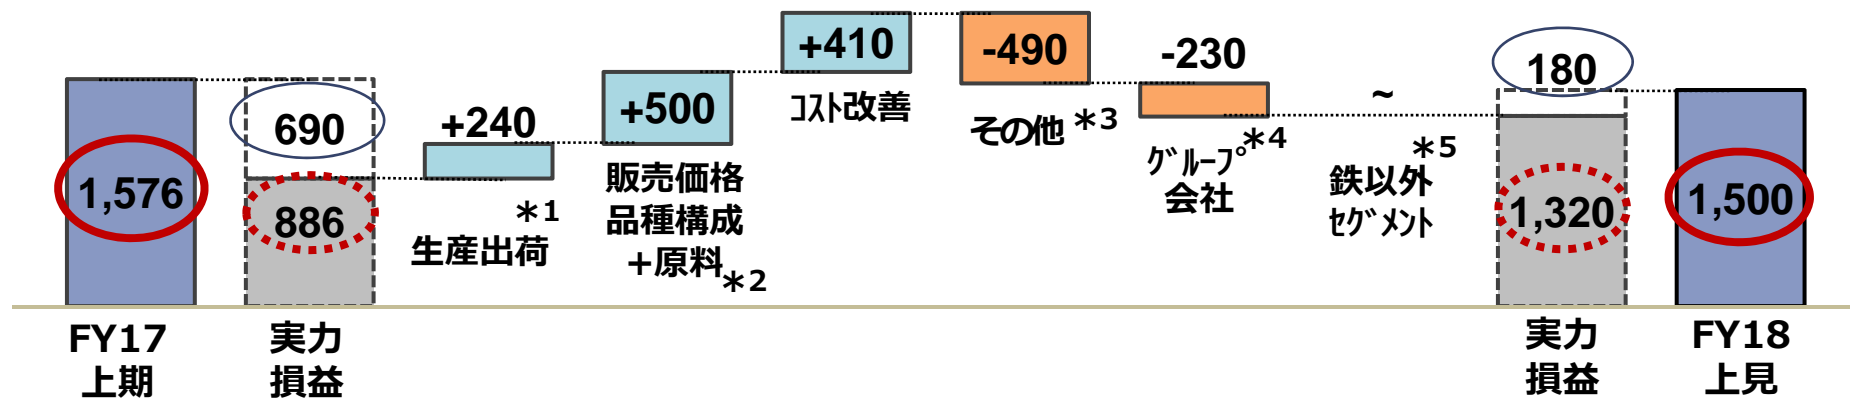 1,576
690
886
+240
*1
生産出荷
+500
販売価格
品種構成
+原料*2
+410
コスト改善
-490
その他 *3
-230
*4
グループ
会社
~
*5
鉄以外
セグメント
180
1,320
1,500
FY17
上期
実力
損益
実力
損益
FY18
上見